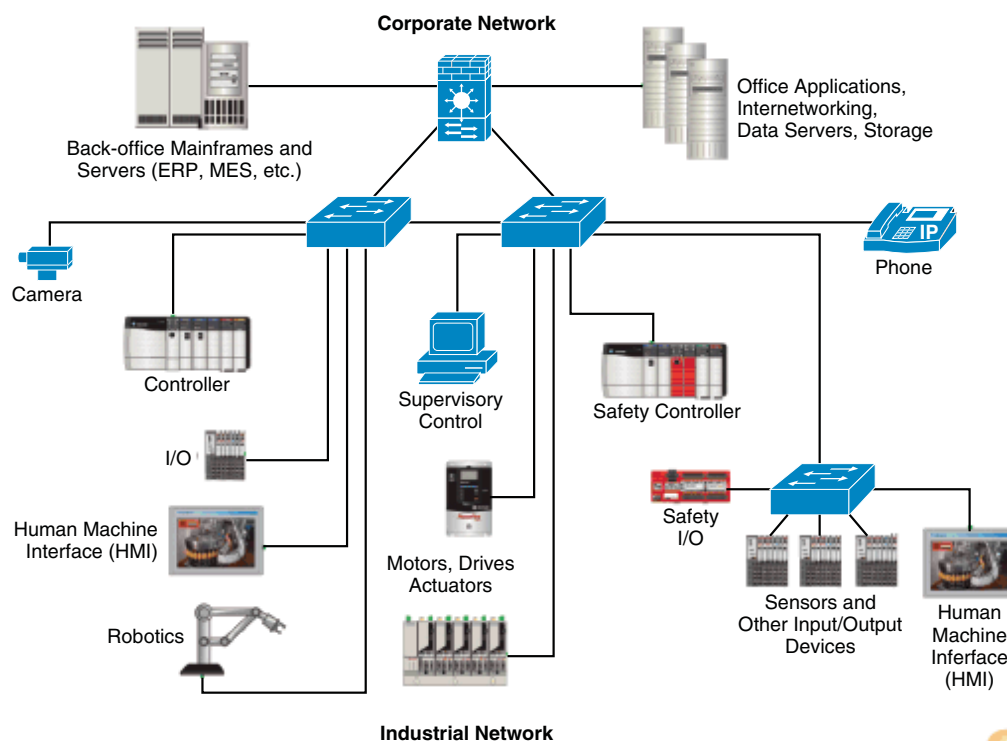 Corporate Network
Back-office Mainframes and
Servers (ERP, MES, etc.)
Office Applications,
Internetworking,
Data Servers, Storage
Camera
IP
Phone
Controller
Supervisory
Control
Safety Controller
I/O
Human Machine
Interface (HMI)
Motors, Drives
Actuators
Safety
I/O
Robotics
Sensors and
Other Input/Output
Devices
Human
Machine
Inferface
(HMI)
Industrial Network